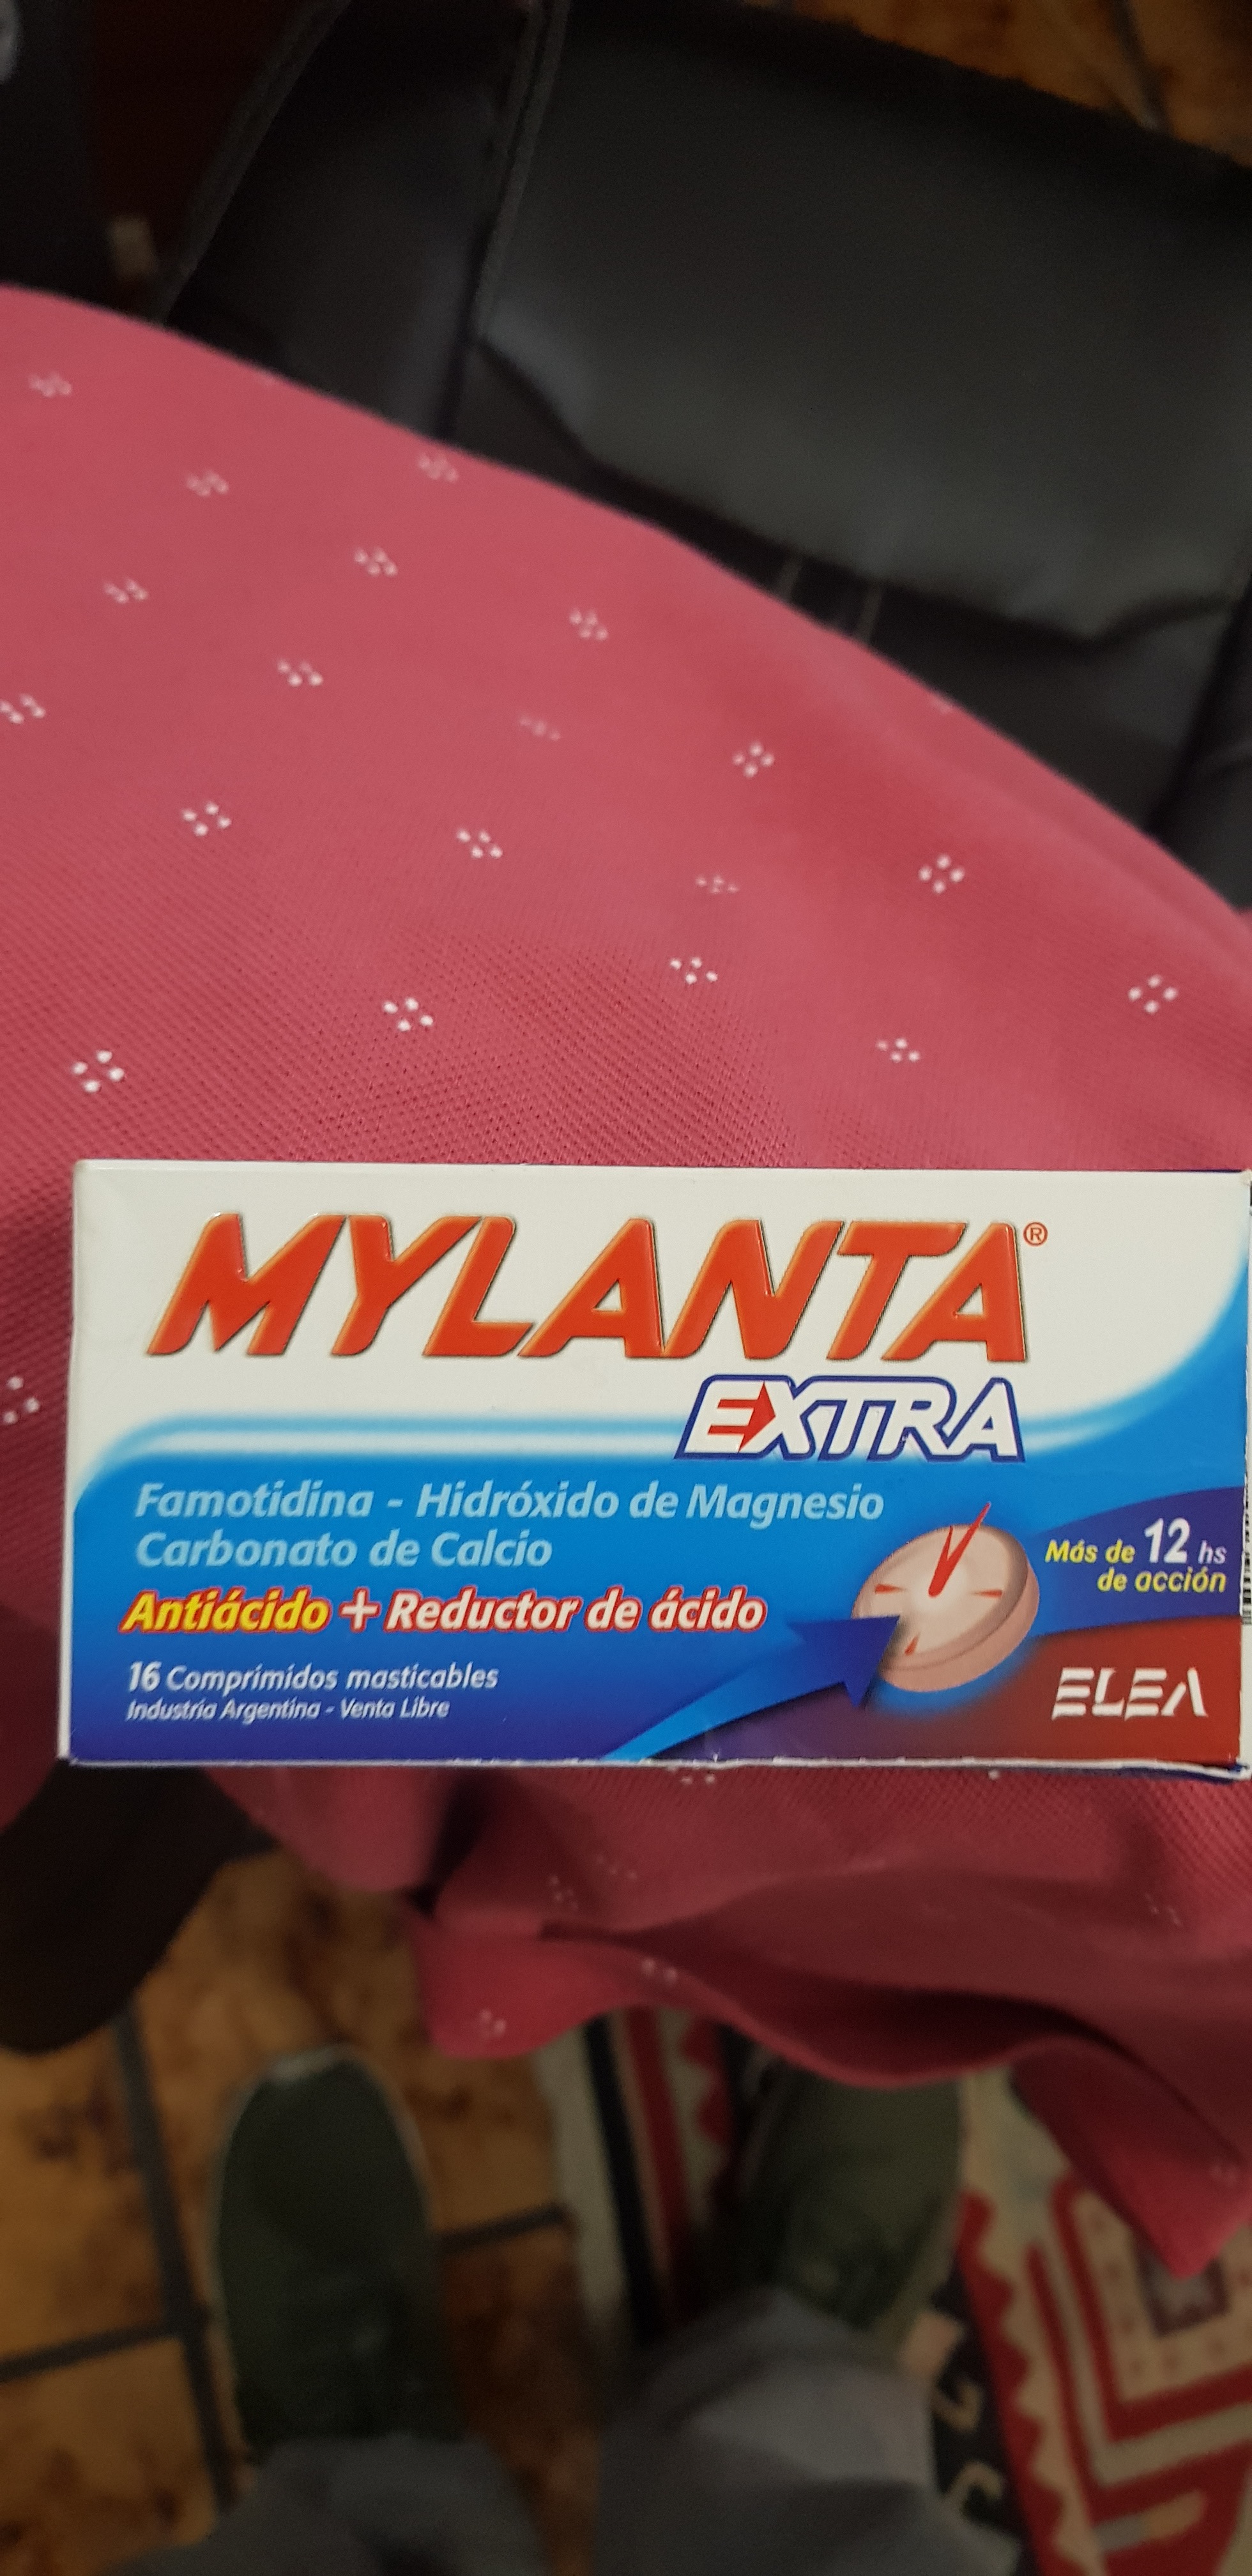 MYLANTA®
EXTRA
Famotidina - Hidróxido de Magnesio
Carbonato de Calcio
Antiácido + Reductor de ácido
16 Comprimidos masticables
Industria Argentina - Venta Libre
Más de 12 hs
de acción
ELEA